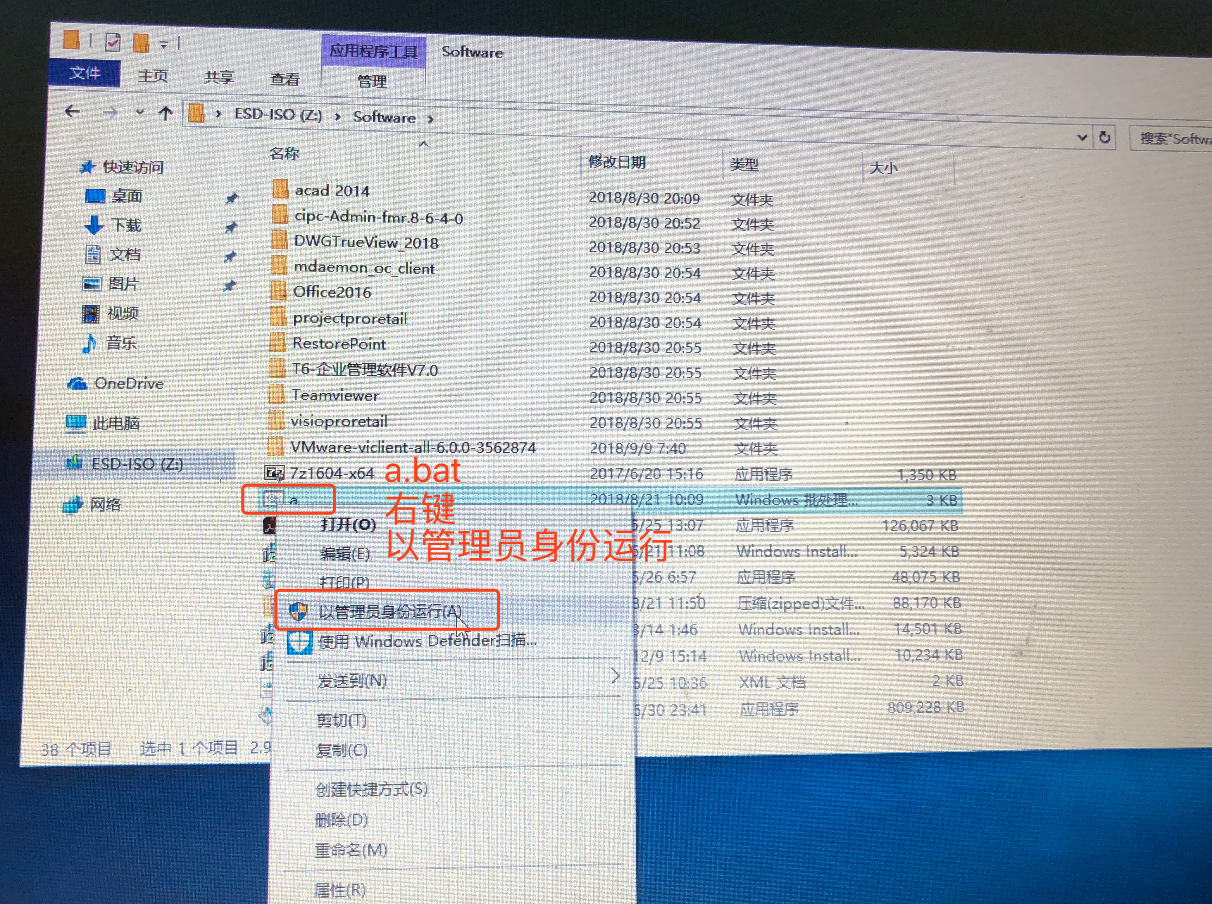 应用程序工具 Software
文件 主页 共享 查看 管理
ESD-ISO (Z:) › Software ›
搜索"Softwa
名称 修改日期 类型 大小
快速访问
桌面
下载
文档
图片
视频
音乐
OneDrive
此电脑
ESD-ISO (Z:)
网络
acad 2014 2018/8/30 20:09 文件夹
cipc-Admin-fmr.8-6-4-0 2018/8/30 20:52 文件夹
DWGTrueView_2018 2018/8/30 20:53 文件夹
mdaemon_oc_client 2018/8/30 20:54 文件夹
Office2016 2018/8/30 20:54 文件夹
projectproretail 2018/8/30 20:54 文件夹
RestorePoint 2018/8/30 20:55 文件夹
T6-企业管理软件V7.0 2018/8/30 20:55 文件夹
Teamviewer 2018/8/30 20:55 文件夹
visioproretail 2018/8/30 20:55 文件夹
VMware-viclient-all-6.0.0-3562874 2018/9/9 7:40 文件夹
7z1604-x64 2017/6/20 15:16 应用程序 1,350 KB
a 2018/8/21 10:09 Windows 批处理... 3 KB
/25 13:07 应用程序 126,067 KB
/21 11:08 Windows Install... 5,324 KB
/26 6:57 应用程序 48,075 KB
/21 11:50 压缩(zipped)文件... 88,170 KB
/14 1:46 Windows Install... 14,501 KB
12/9 15:14 Windows Install... 10,234 KB
/25 10:36 XML 文档 2 KB
/30 23:41 应用程序 809,228 KB
a.bat
右键
以管理员身份运行
打开(O)
编辑(E)
打印(P)
以管理员身份运行(A)
使用 Windows Defender扫描...
发送到(N)
剪切(T)
复制(C)
创建快捷方式(S)
删除(D)
重命名(M)
属性(R)
38 个项目 选中 1 个项目 2.9